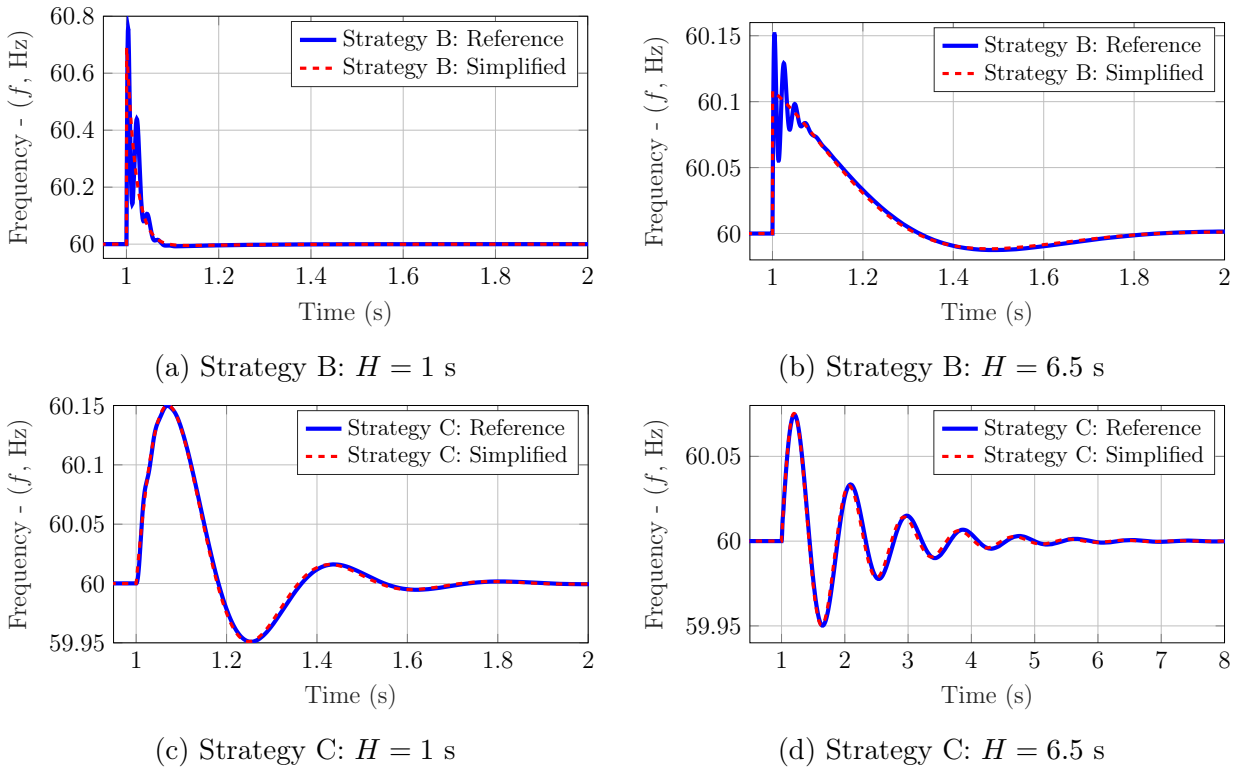 Frequency - (f, Hz)
60.8
60.6
60.4
60.2
60
Strategy B: Reference
Strategy B: Simplified
1
1.2
1.4
1.6
1.8
2
Time (s)
(a) Strategy B: H = 1 s
Frequency - (f, Hz)
60.15
60.1
60.05
60
Strategy B: Reference
Strategy B: Simplified
1
1.2
1.4
1.6
1.8
2
Time (s)
(b) Strategy B: H = 6.5 s
Frequency - (f, Hz)
60.15
60.1
60.05
60
59.95
Strategy C: Reference
Strategy C: Simplified
1
1.2
1.4
1.6
1.8
2
Time (s)
(c) Strategy C: H = 1 s
Frequency - (f, Hz)
60.05
60
59.95
Strategy C: Reference
Strategy C: Simplified
1
2
3
4
5
6
7
8
Time (s)
(d) Strategy C: H = 6.5 s